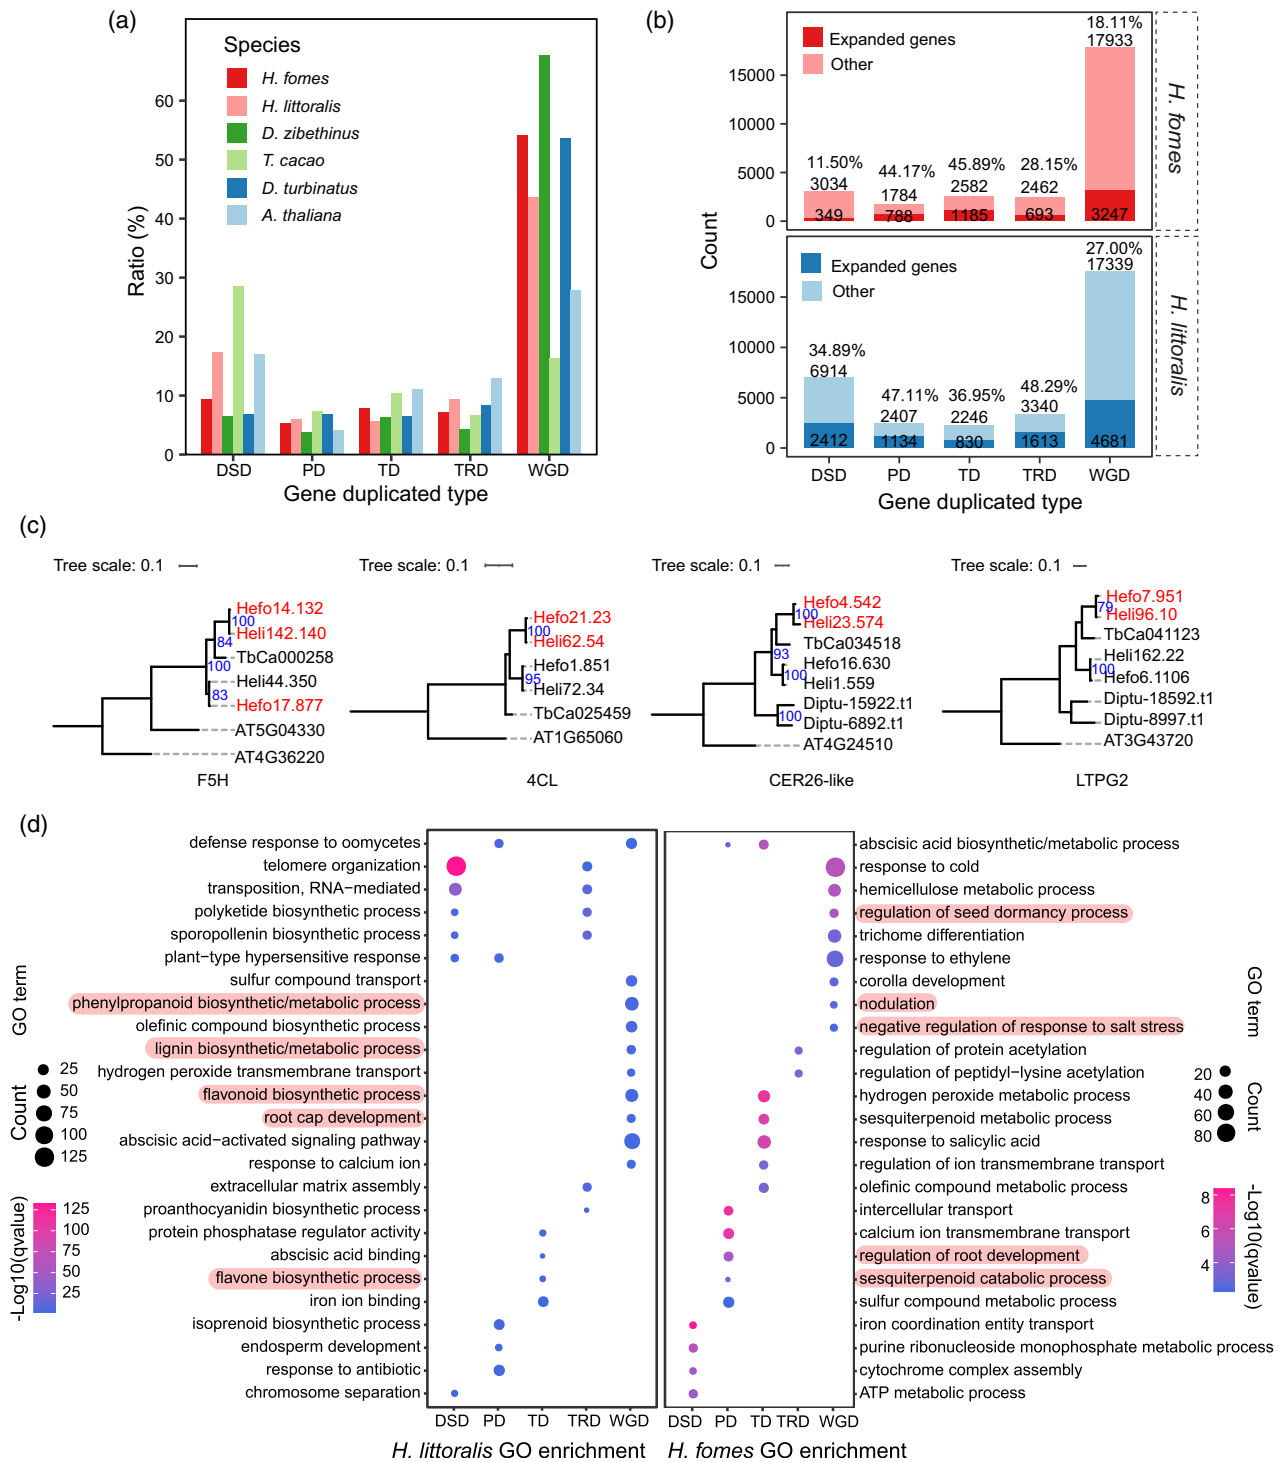 (a)
Species
H. fomes
H. littoralis
D. zibethinus
T. cacao
D. turbinatus
A. thaliana
Ratio (%)
60
50
40
30
20
10
0
DSD PD TD TRD WGD
Gene duplicated type
(b)
Expanded genes
Other
Count
15000
10000
5000
0
11.50%
3034
349
44.17%
1784
788
45.89%
2582
1185
28.15%
2462
693
18.11%
17933
3247
H. fomes
Expanded genes
Other
15000
10000
5000
0
34.89%
6914
2412
47.11%
2407
1134
36.95%
2246
830
48.29%
3340
1613
27.00%
17339
4681
H. littoralis
DSD PD TD TRD WGD
Gene duplicated type
(c)
Tree scale: 0.1
Hefo14.132
100
Heli142.140
84
TbCa000258
100
Heli44.350
83
Hefo17.877
AT5G04330
AT4G36220
F5H
Tree scale: 0.1
Hefo21.23
100
Heli62.54
Hefo1.851
95
Heli72.34
TbCa025459
AT1G65060
4CL
Tree scale: 0.1
Hefo4.542
100
Heli23.574
TbCa034518
93
Hefo16.630
100
Heli1.559
Diptu-15922.t1
100
Diptu-6892.t1
AT4G24510
CER26-like
Tree scale: 0.1
Hefo7.951
79
Heli96.10
TbCa041123
Heli162.22
100
Hefo6.1106
Diptu-18592.t1
Diptu-8997.t1
AT3G43720
LTPG2
(d)
GO term
defense response to oomycetes
telomere organization
transposition, RNA−mediated
polyketide biosynthetic process
sporopollenin biosynthetic process
plant−type hypersensitive response
sulfur compound transport
phenylpropanoid biosynthetic/metabolic process
olefinic compound biosynthetic process
lignin biosynthetic/metabolic process
hydrogen peroxide transmembrane transport
flavonoid biosynthetic process
root cap development
abscisic acid−activated signaling pathway
response to calcium ion
extracellular matrix assembly
proanthocyanidin biosynthetic process
protein phosphatase regulator activity
abscisic acid binding
flavone biosynthetic process
iron ion binding
isoprenoid biosynthetic process
endosperm development
response to antibiotic
chromosome separation
Count
25
50
75
100
125
-Log10(qvalue)
125
100
75
50
25
DSD PD TD TRD WGD
H. littoralis GO enrichment
abscisic acid biosynthetic/metabolic process
response to cold
hemicellulose metabolic process
regulation of seed dormancy process
trichome differentiation
response to ethylene
corolla development
nodulation
negative regulation of response to salt stress
regulation of protein acetylation
regulation of peptidyl−lysine acetylation
hydrogen peroxide metabolic process
sesquiterpenoid metabolic process
response to salicylic acid
regulation of ion transmembrane transport
olefinic compound metabolic process
intercellular transport
calcium ion transmembrane transport
regulation of root development
sesquiterpenoid catabolic process
sulfur compound metabolic process
iron coordination entity transport
purine ribonucleoside monophosphate metabolic process
cytochrome complex assembly
ATP metabolic process
DSD PD TD TRD WGD
H. fomes GO enrichment
GO term
Count
20
40
60
80
-Log10(qvalue)
8
6
4